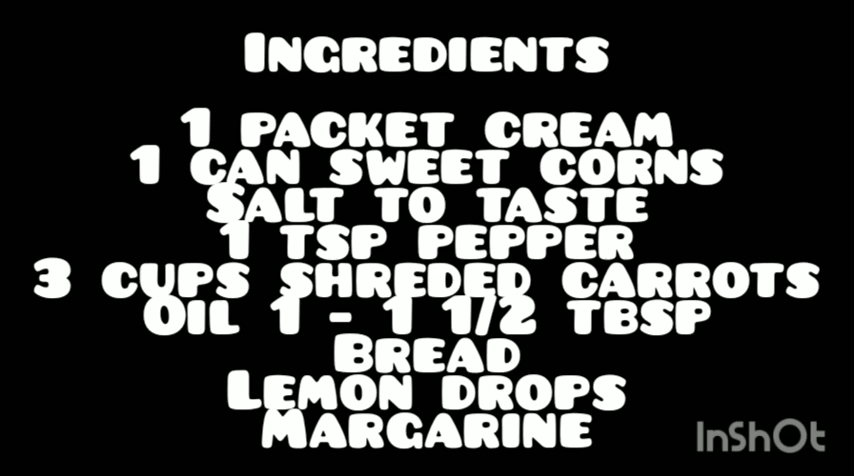 Ingredients
1 packet cream
1 can sweet corns
Salt to taste
1 tsp pepper
3 cups shreded carrots
Oil 1 - 1 1/2 tbsp
Bread
Lemon drops
Margarine
InShOt